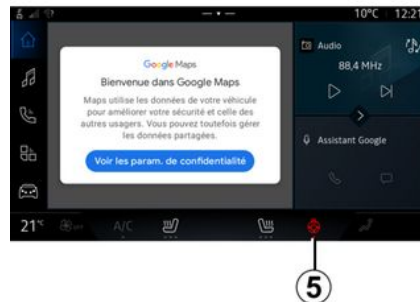 10°C 12:21
Google Maps
Bienvenue dans Google Maps
Maps utilise les données de votre véhicule
pour améliorer votre sécurité et celle des
autres usagers. Vous pouvez toutefois gérer
les données partagées.
Voir les param. de confidentialité
Audio
88,4 MHz
Assistant Google
21°C
OFF
A/C
5